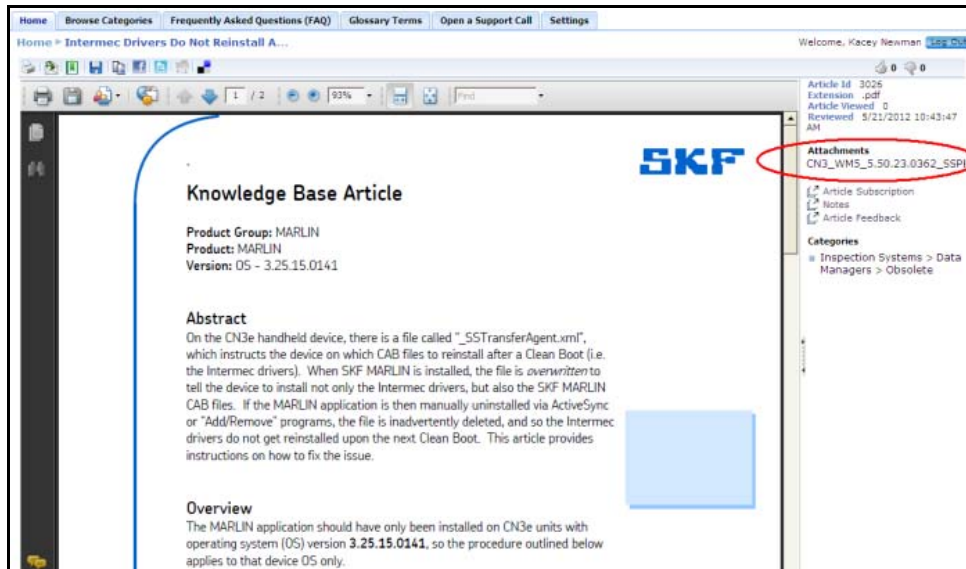 Home Browse Categories Frequently Asked Questions (FAQ) Glossary Terms Open a Support Call Settings
Home Intermec Drivers Do Not Reinstall A...
Welcome, Kacey Newman Log Out
0 0
1 / 2 93% Find
Article Id 3026
Extension .pdf
Article Viewed 0
Reviewed 5/21/2012 10:43:47
AM
Attachments
CN3_WM5_5.50.23.0362_SSP
Article Subscription
Notes
Article Feedback
Categories
Inspection Systems > Data
Managers > Obsolete
SKF
Knowledge Base Article
Product Group: MARLIN
Product: MARLIN
Version: OS - 3.25.15.0141
Abstract
On the CN3e handheld device, there is a file called "_SSTransferAgent.xml",
which instructs the device on which CAB files to reinstall after a Clean Boot (i.e.
the Intermec drivers). When SKF MARLIN is installed, the file is overwritten to
tell the device to install not only the Intermec drivers, but also the SKF MARLIN
CAB files. If the MARLIN application is then manually uninstalled via ActiveSync
or "Add/Remove" programs, the file is inadvertently deleted, and so the Intermec
drivers do not get reinstalled upon the next Clean Boot. This article provides
instructions on how to fix the issue.
Overview
The MARLIN application should have only been installed on CN3e units with
operating system (OS) version 3.25.15.0141, so the procedure outlined below
applies to that device OS only.